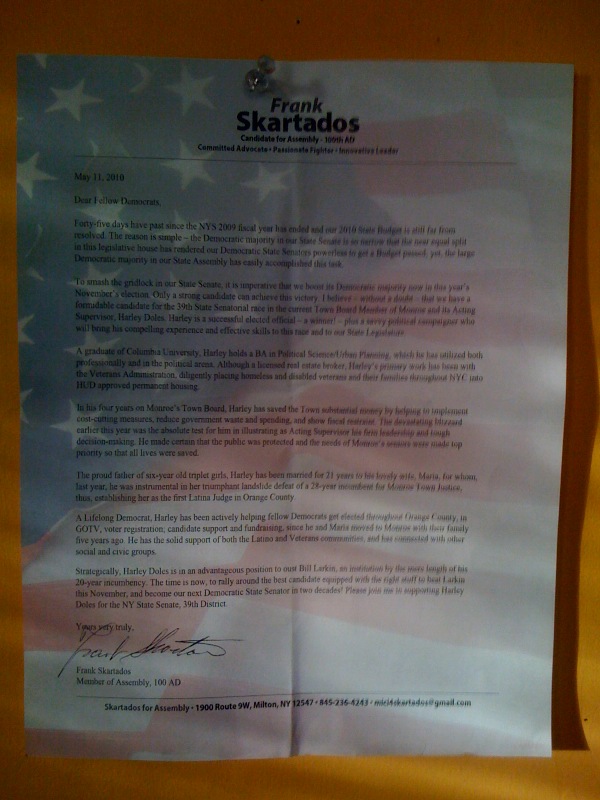 Frank
Skartados
Candidate for Assembly - 100th AD
Committed Advocate • Passionate Fighter • Innovative Leader
May 11, 2010
Dear Fellow Democrats,
Forty-five days have past since the NYS 2009 fiscal year has ended and our 2010 State Budget is still far from
resolved. The reason is simple – the Democratic majority in our State Senate is so narrow that the near equal split
in this legislative house has rendered our Democratic State Senators powerless to get a Budget passed, yet, the large
Democratic majority in our State Assembly has easily accomplished this task.
To smash the gridlock in our State Senate, it is imperative that we boost its Democratic majority now in this year's
November's election. Only a strong candidate can achieve this victory. I believe – without a doubt – that we have a
formidable candidate for the 39th State Senatorial race in the current Town Board Member of Monroe and its Acting
Supervisor, Harley Doles. Harley is a successful elected official – a winner! – plus a savvy political campaigner who
will bring his compelling experience and effective skills to this race and to our State Legislature.
A graduate of Columbia University, Harley holds a BA in Political Science/Urban Planning, which he has utilized both
professionally and in the political arena. Although a licensed real estate broker, Harley's primary work has been with
the Veterans Administration, diligently placing homeless and disabled veterans and their families throughout NYC into
HUD approved permanent housing.
In his four years on Monroe's Town Board, Harley has saved the Town substantial money by helping to implement
cost-cutting measures, reduce government waste and spending, and show fiscal restraint. The devastating blizzard
earlier this year was the absolute test for him in illustrating as Acting Supervisor his firm leadership and tough
decision-making. He made certain that the public was protected and the needs of Monroe's seniors were made top
priority so that all lives were saved.
The proud father of six-year old triplet girls, Harley has been married for 21 years to his lovely wife, Maria, for whom,
last year, he was instrumental in her triumphant landslide defeat of a 28-year incumbent for Monroe Town Justice,
thus, establishing her as the first Latina Judge in Orange County.
A Lifelong Democrat, Harley has been actively helping fellow Democrats get elected throughout Orange County, in
GOTV, voter registration, candidate support and fundraising, since he and Maria moved to Monroe with their family
five years ago. He has the solid support of both the Latino and Veterans communities, and has connected with other
social and civic groups.
Strategically, Harley Doles is in an advantageous position to oust Bill Larkin, an institution by the mere length of his
20-year incumbency. The time is now, to rally around the best candidate equipped with the right stuff to beat Larkin
this November, and become our next Democratic State Senator in two decades! Please join me in supporting Harley
Doles for the NY State Senate, 39th District.
Yours very truly,
Frank Skartados
Frank Skartados
Member of Assembly, 100 AD
Skartados for Assembly • 1900 Route 9W, Milton, NY 12547 • 845-236-4243 • mici4skartados@gmail.com